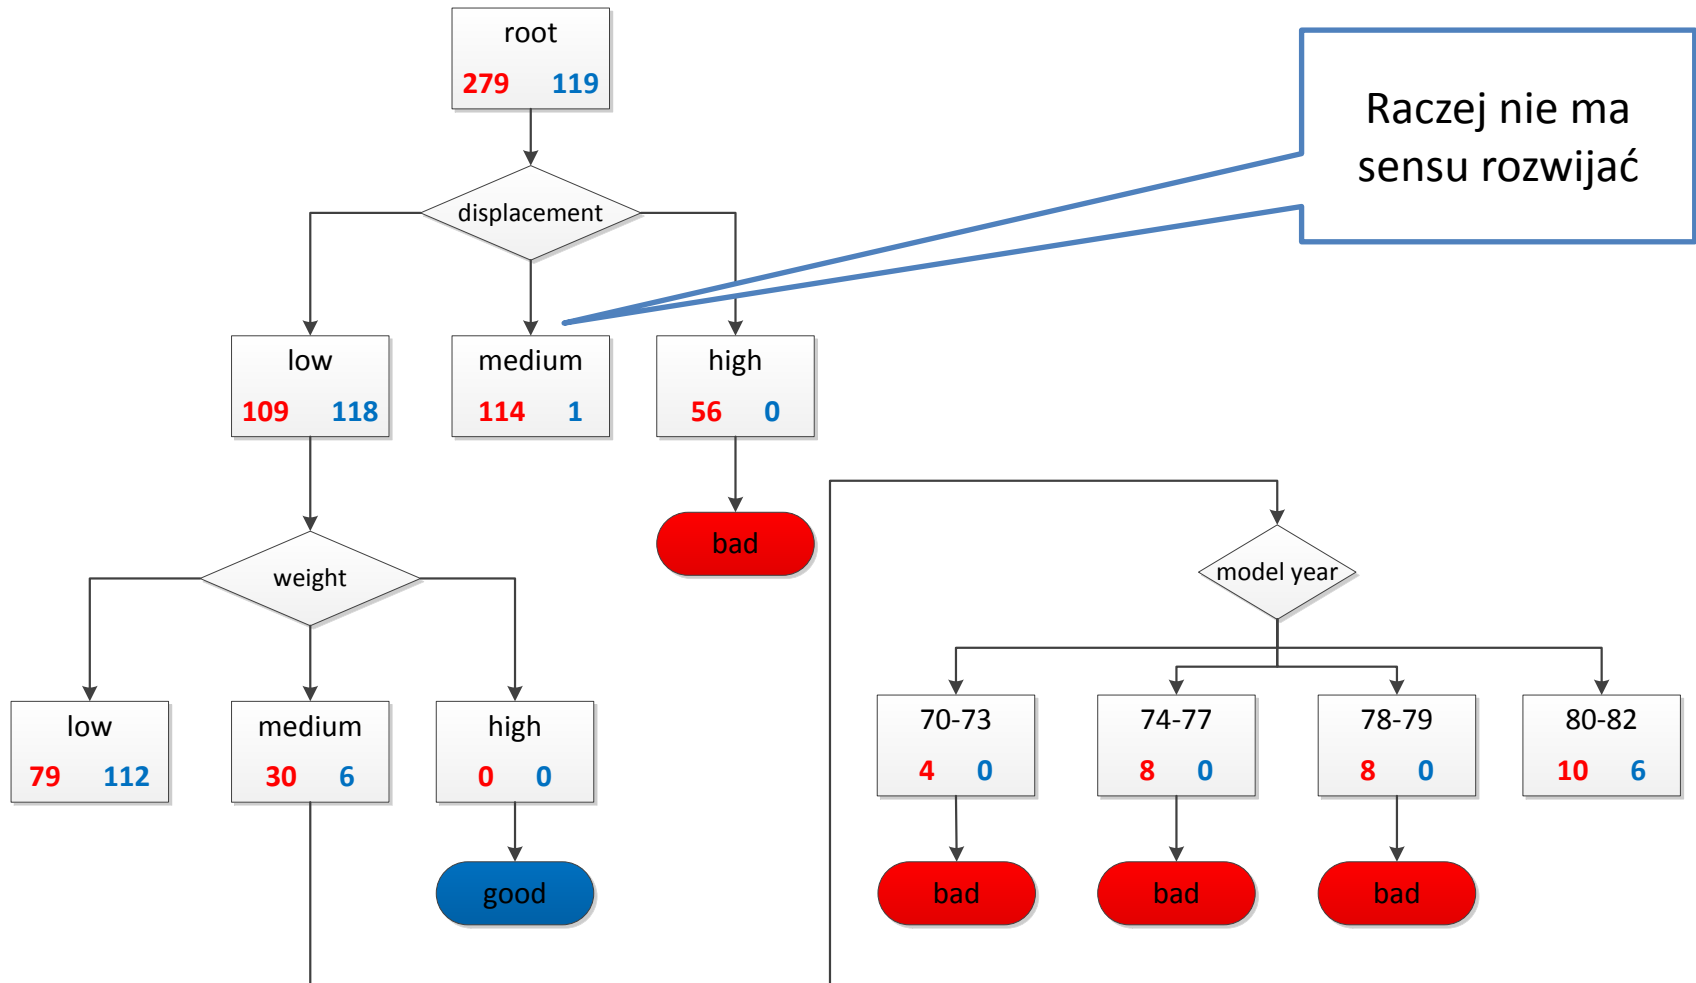 root
279 119
Raczej nie ma
sensu rozwijać
displacement
low
109 118
medium
114 1
high
56 0
bad
weight
model year
low
79 112
medium
30 6
high
0 0
good
70-73
4 0
74-77
8 0
78-79
8 0
80-82
10 6
bad
bad
bad